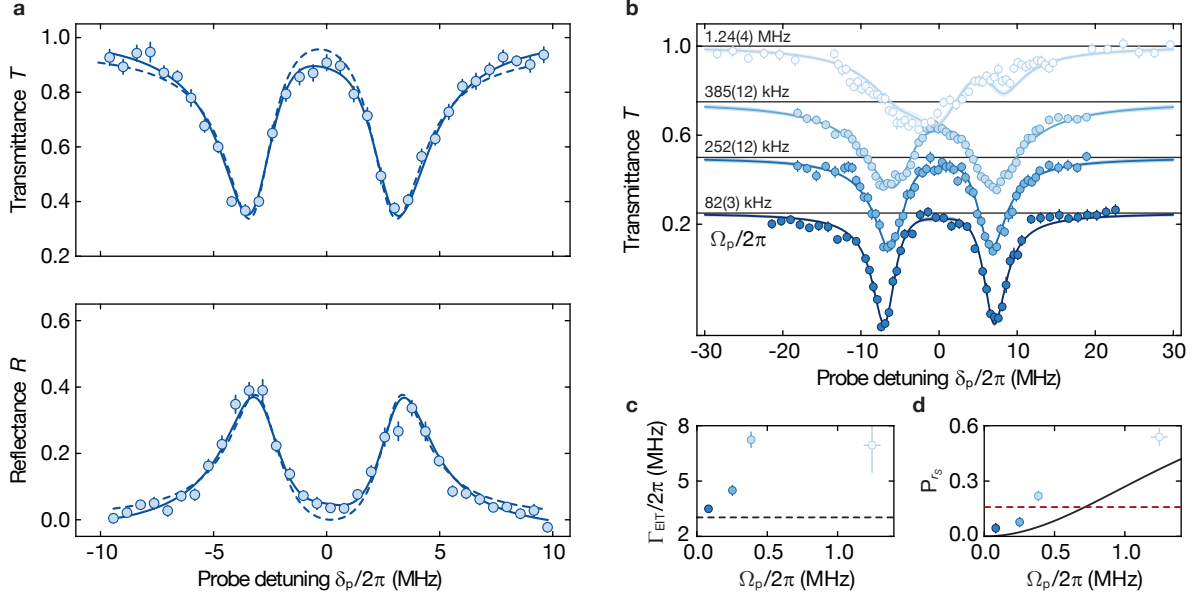 a
1.0
0.8
0.6
0.4
0.2
Transmittance T
0.6
0.4
0.2
0.0
Reflectance R
-10
-5
0
5
10
Probe detuning δp/2π (MHz)
b
1.0
0.6
0.2
Transmittance T
1.24(4) MHz
385(12) kHz
252(12) kHz
82(3) kHz
Ωp/2π
-30
-20
-10
0
10
20
30
Probe detuning δp/2π (MHz)
c
8
6
4
2
ΓEIT/2π (MHz)
0.0
0.5
1.0
Ωp/2π (MHz)
d
0.6
0.3
0.0
PrS
0.0
0.5
1.0
Ωp/2π (MHz)